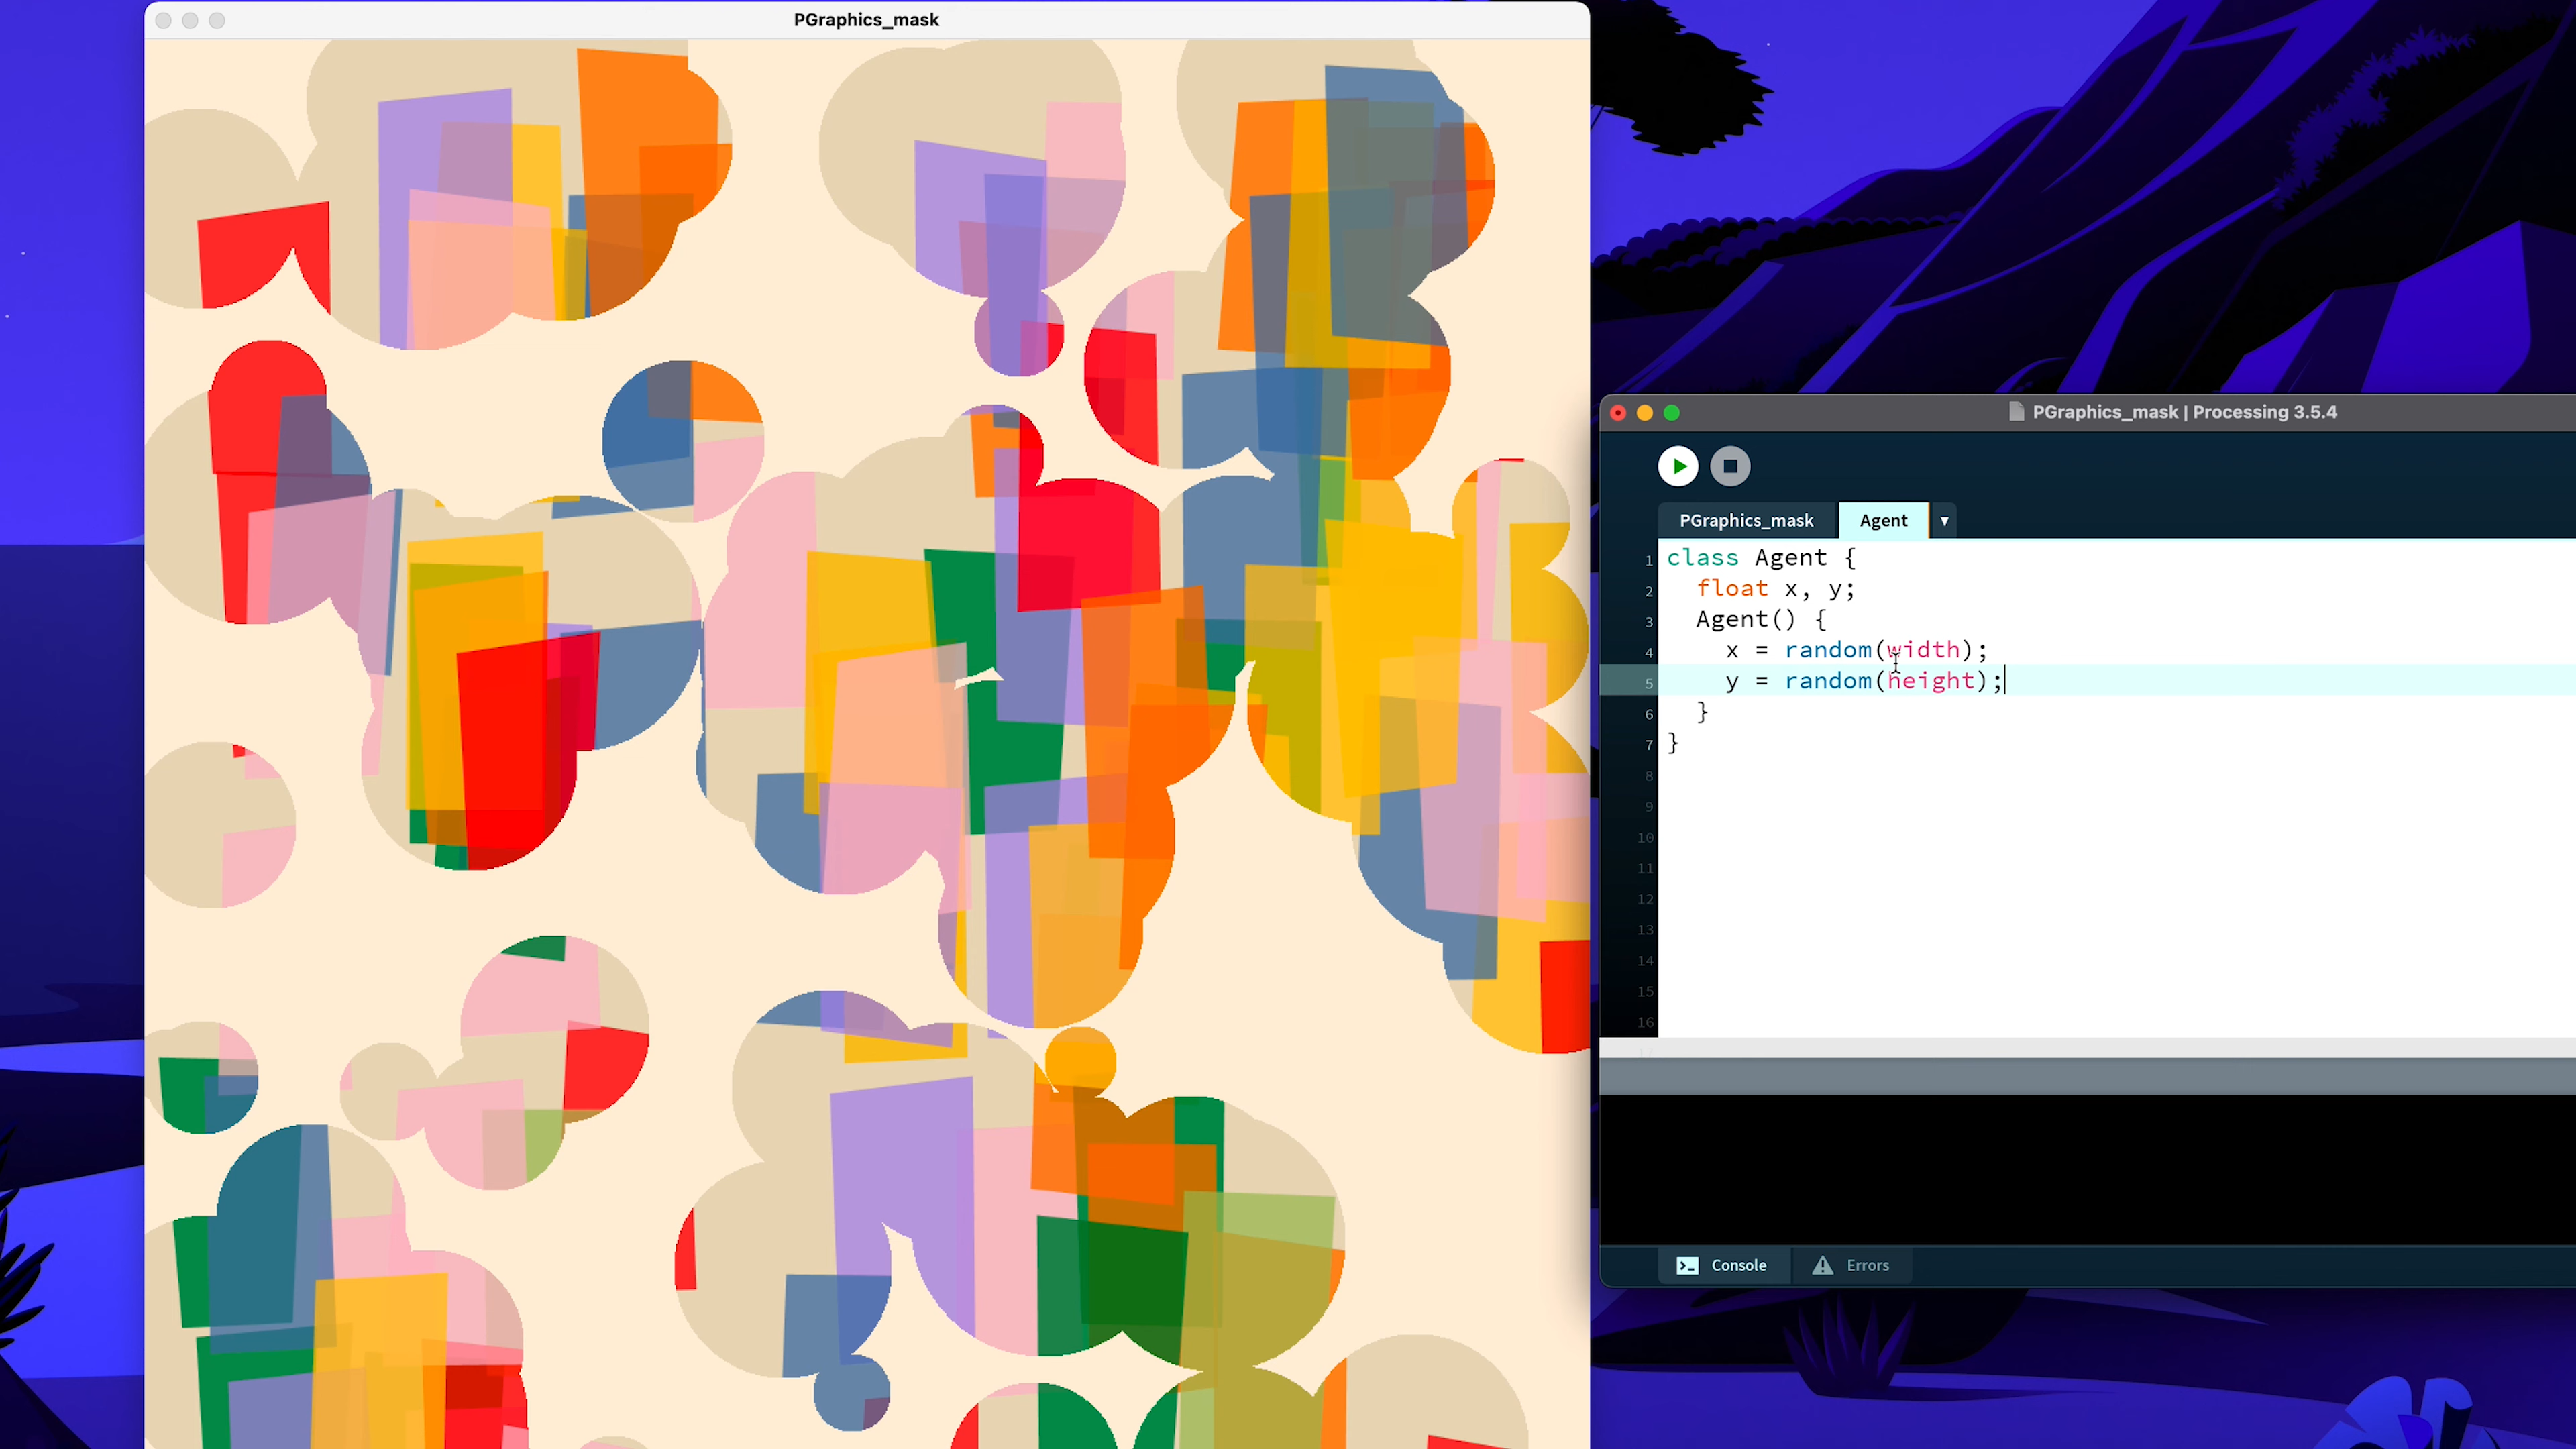 PGraphics_mask
PGraphics_mask | Processing 3.5.4
PGraphics_mask Agent
1 class Agent {
2 float x, y;
3 Agent() {
4 x = random(width);
5 y = random(height);
6 }
7 }
8
9
10
11
12
13
14
15
16
Console Errors